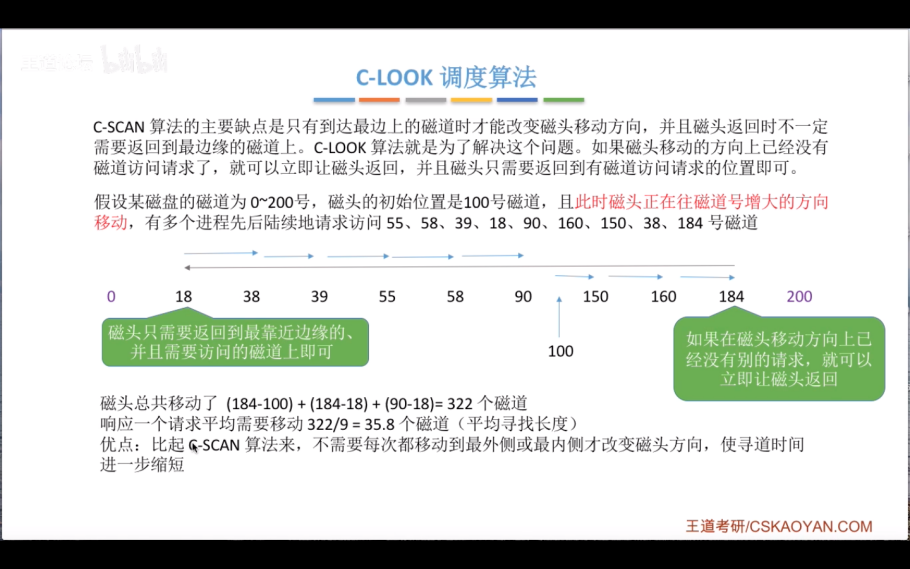 C-LOOK 调度算法
C-SCAN 算法的主要缺点是只有到达最边上的磁道时才能改变磁头移动方向，并且磁头返回时不一定
需要返回到最边缘的磁道上。C-LOOK 算法就是为了解决这个问题。如果磁头移动的方向上已经没有
磁道访问请求了，就可以立即让磁头返回，并且磁头只需要返回到有磁道访问请求的位置即可。
假设某磁盘的磁道为 0~200号，磁头的初始位置是100号磁道，且此时磁头正在往磁道号增大的方向
移动，有多个进程先后陆续地请求访问 55、58、39、18、90、160、150、38、184 号磁道
0 18 38 39 55 58 90 150 160 184 200
100
磁头只需要返回到最靠近边缘的、
并且需要访问的磁道上即可
如果在磁头移动方向上已
经没有别的请求，就可以
立即让磁头返回
磁头总共移动了 (184-100) + (184-18) + (90-18)= 322 个磁道
响应一个请求平均需要移动 322/9 = 35.8 个磁道（平均寻找长度）
优点：比起 C-SCAN 算法来，不需要每次都移动到最外侧或最内侧才改变磁头方向，使寻道时间
进一步缩短
王道考研/CSKAOYAN.COM